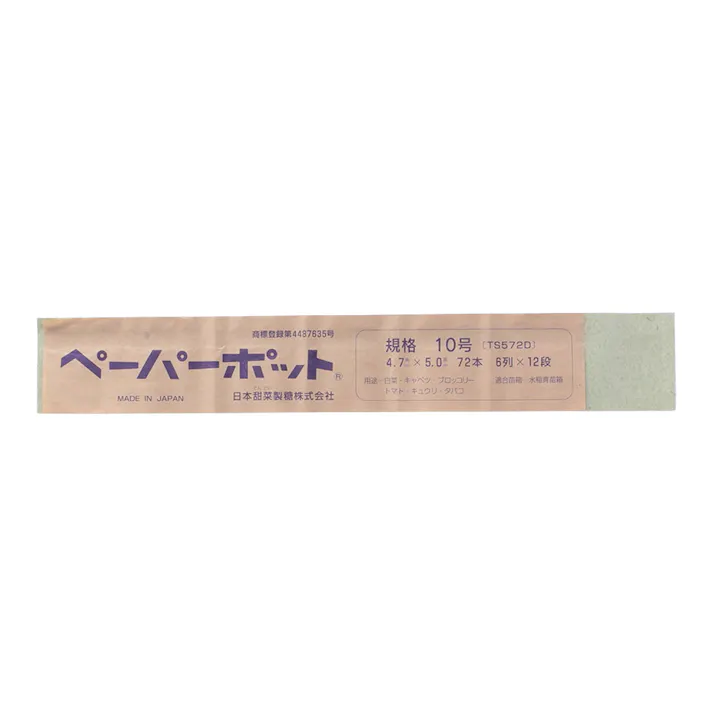 商標登録第4487635号
ペーパーポット®
MADE IN JAPAN
日本甜菜製糖株式会社
規格 10号 (TS572D)
4.7㎝×5.0㎝ 72本 6列×12段
用途・白菜・キャベツ・ブロッコリー 適合苗箱 水稲育苗箱
トマト・キュウリ・タバコ